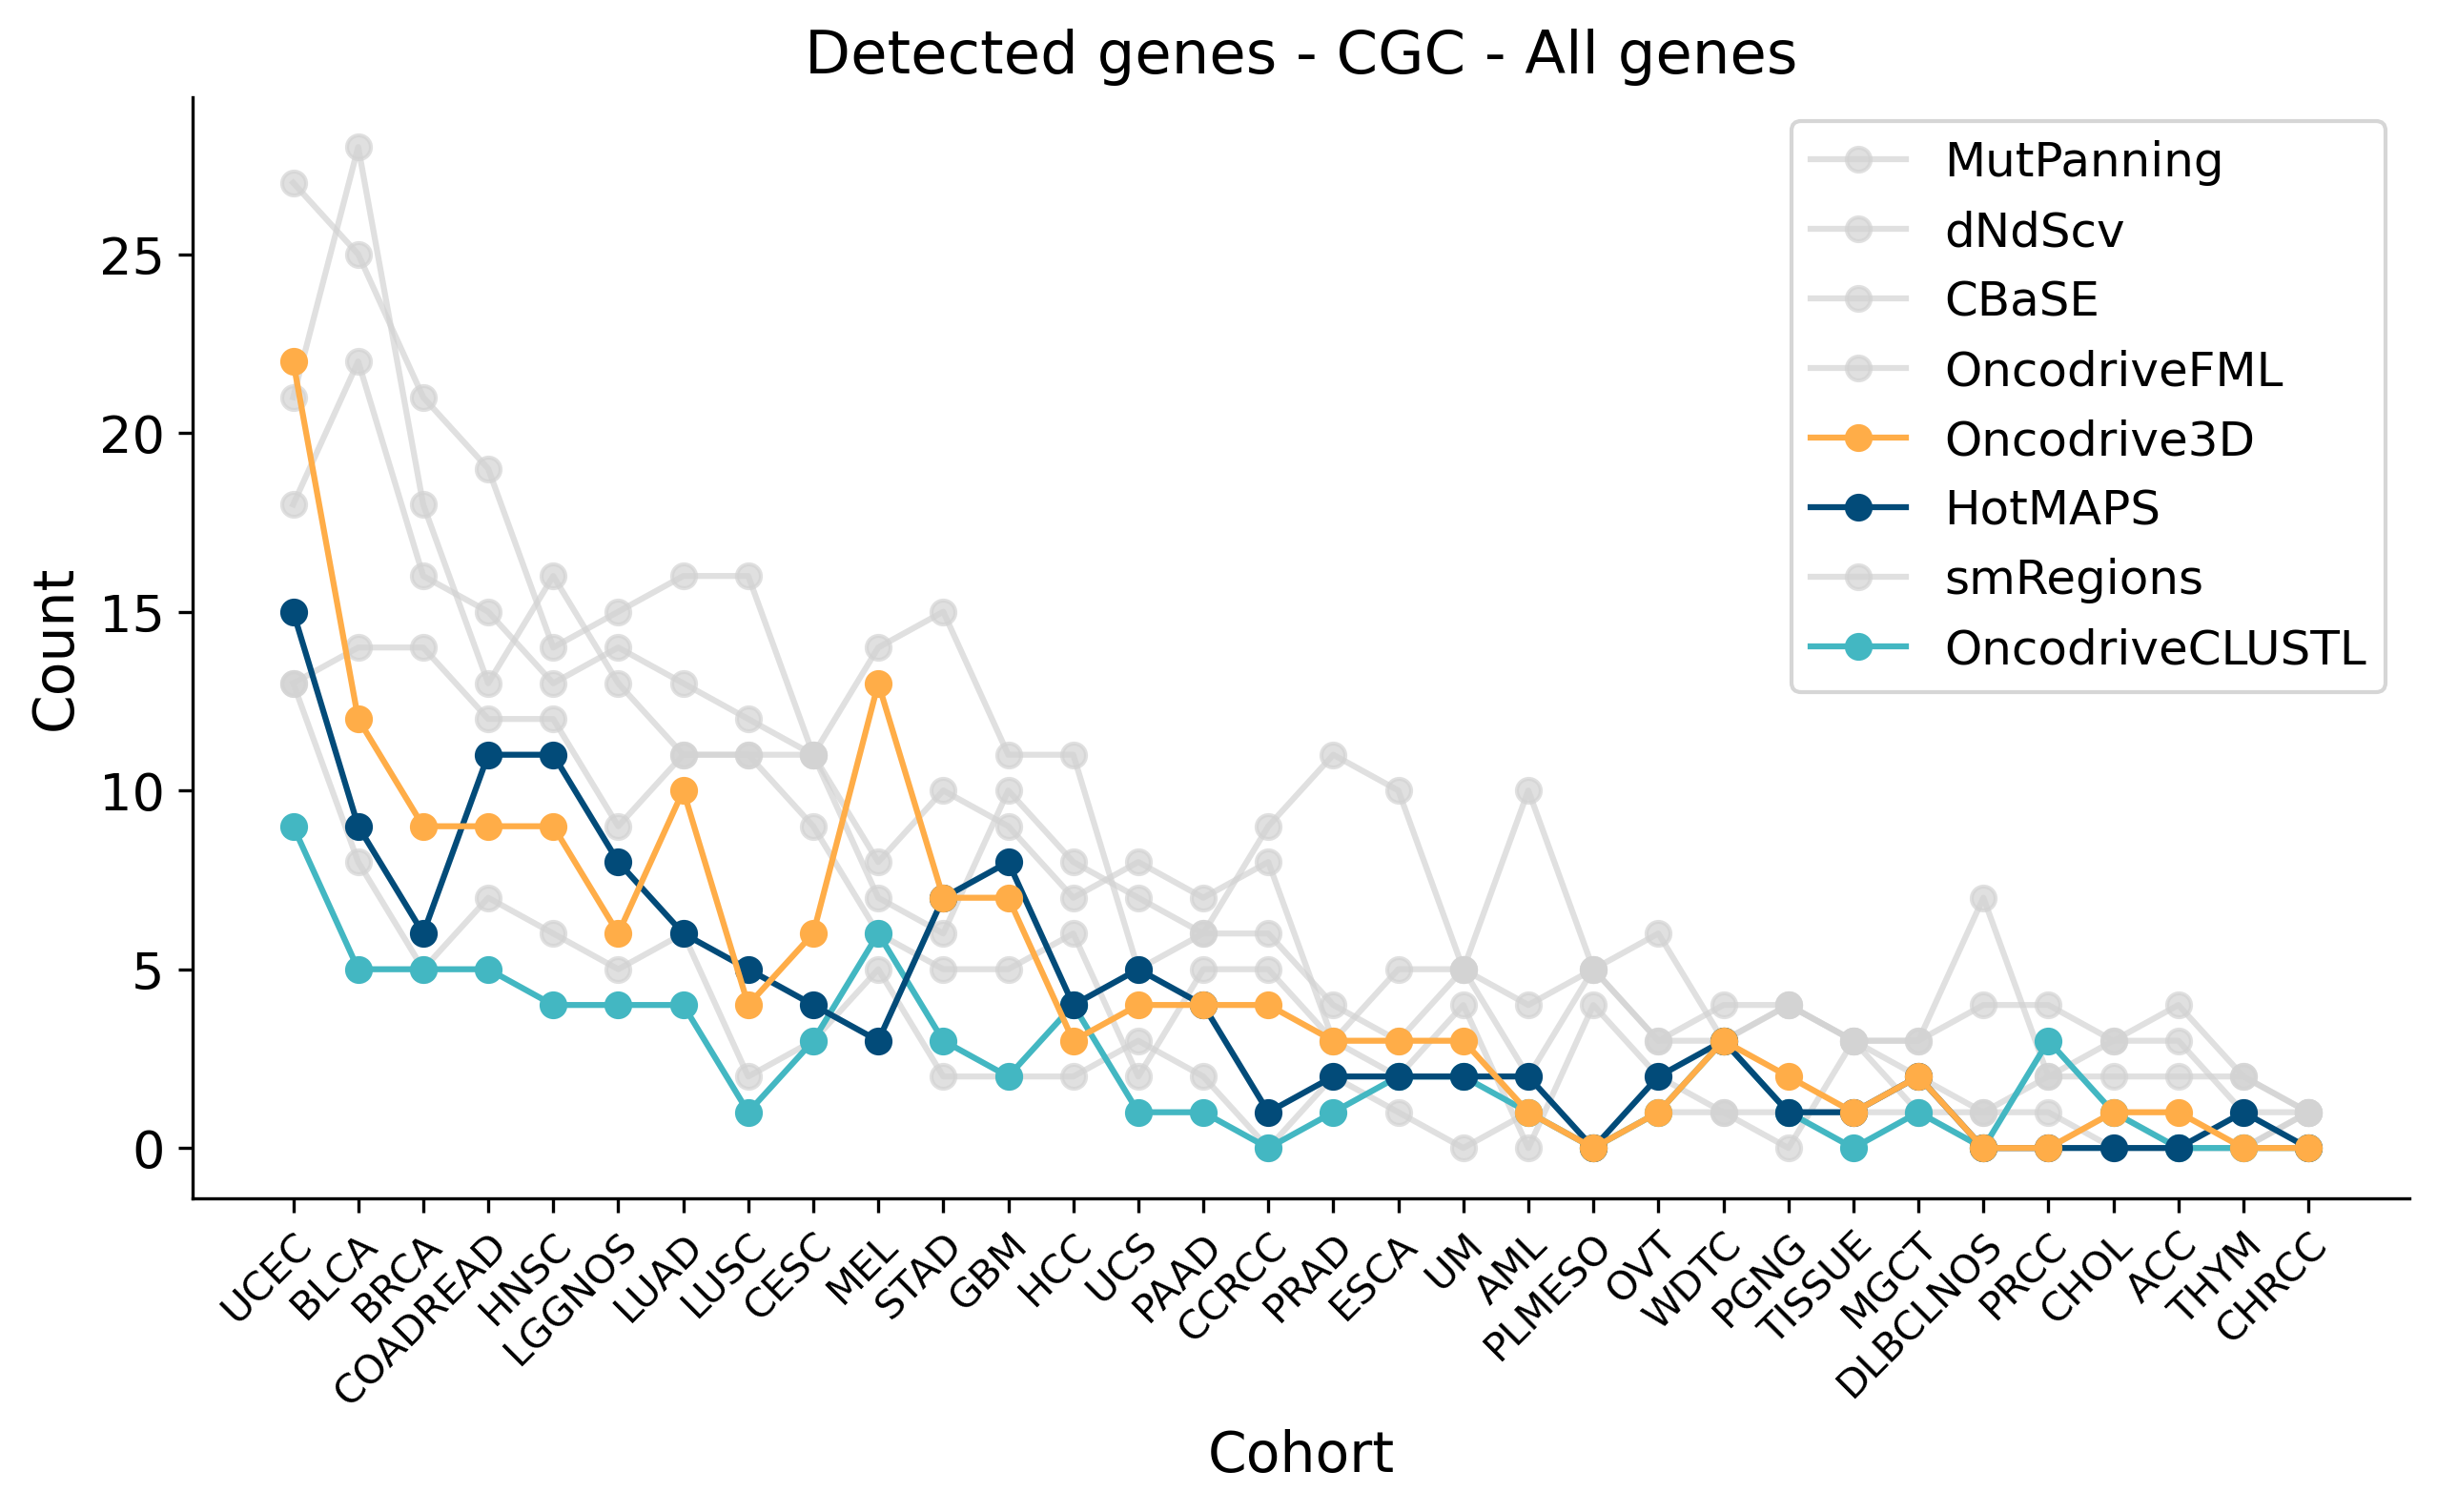 Detected genes - CGC - All genes
MutPanning
dNdScv
CBaSE
OncodriveFML
Oncodrive3D
HotMAPS
smRegions
OncodriveCLUSTL
Count
25
20
15
10
5
0
UCEC
BLCA
BRCA
COADREAD
HNSC
LGGNOS
LUAD
LUSC
CESC
MEL
STAD
GBM
HCC
UCS
PAAD
CCRCC
PRAD
ESCA
UM
AML
PLMESO
OVT
WDTC
PGNG
TISSUE
MGCT
DLBCLNOS
PRCC
CHOL
ACC
THYM
CHRCC
Cohort